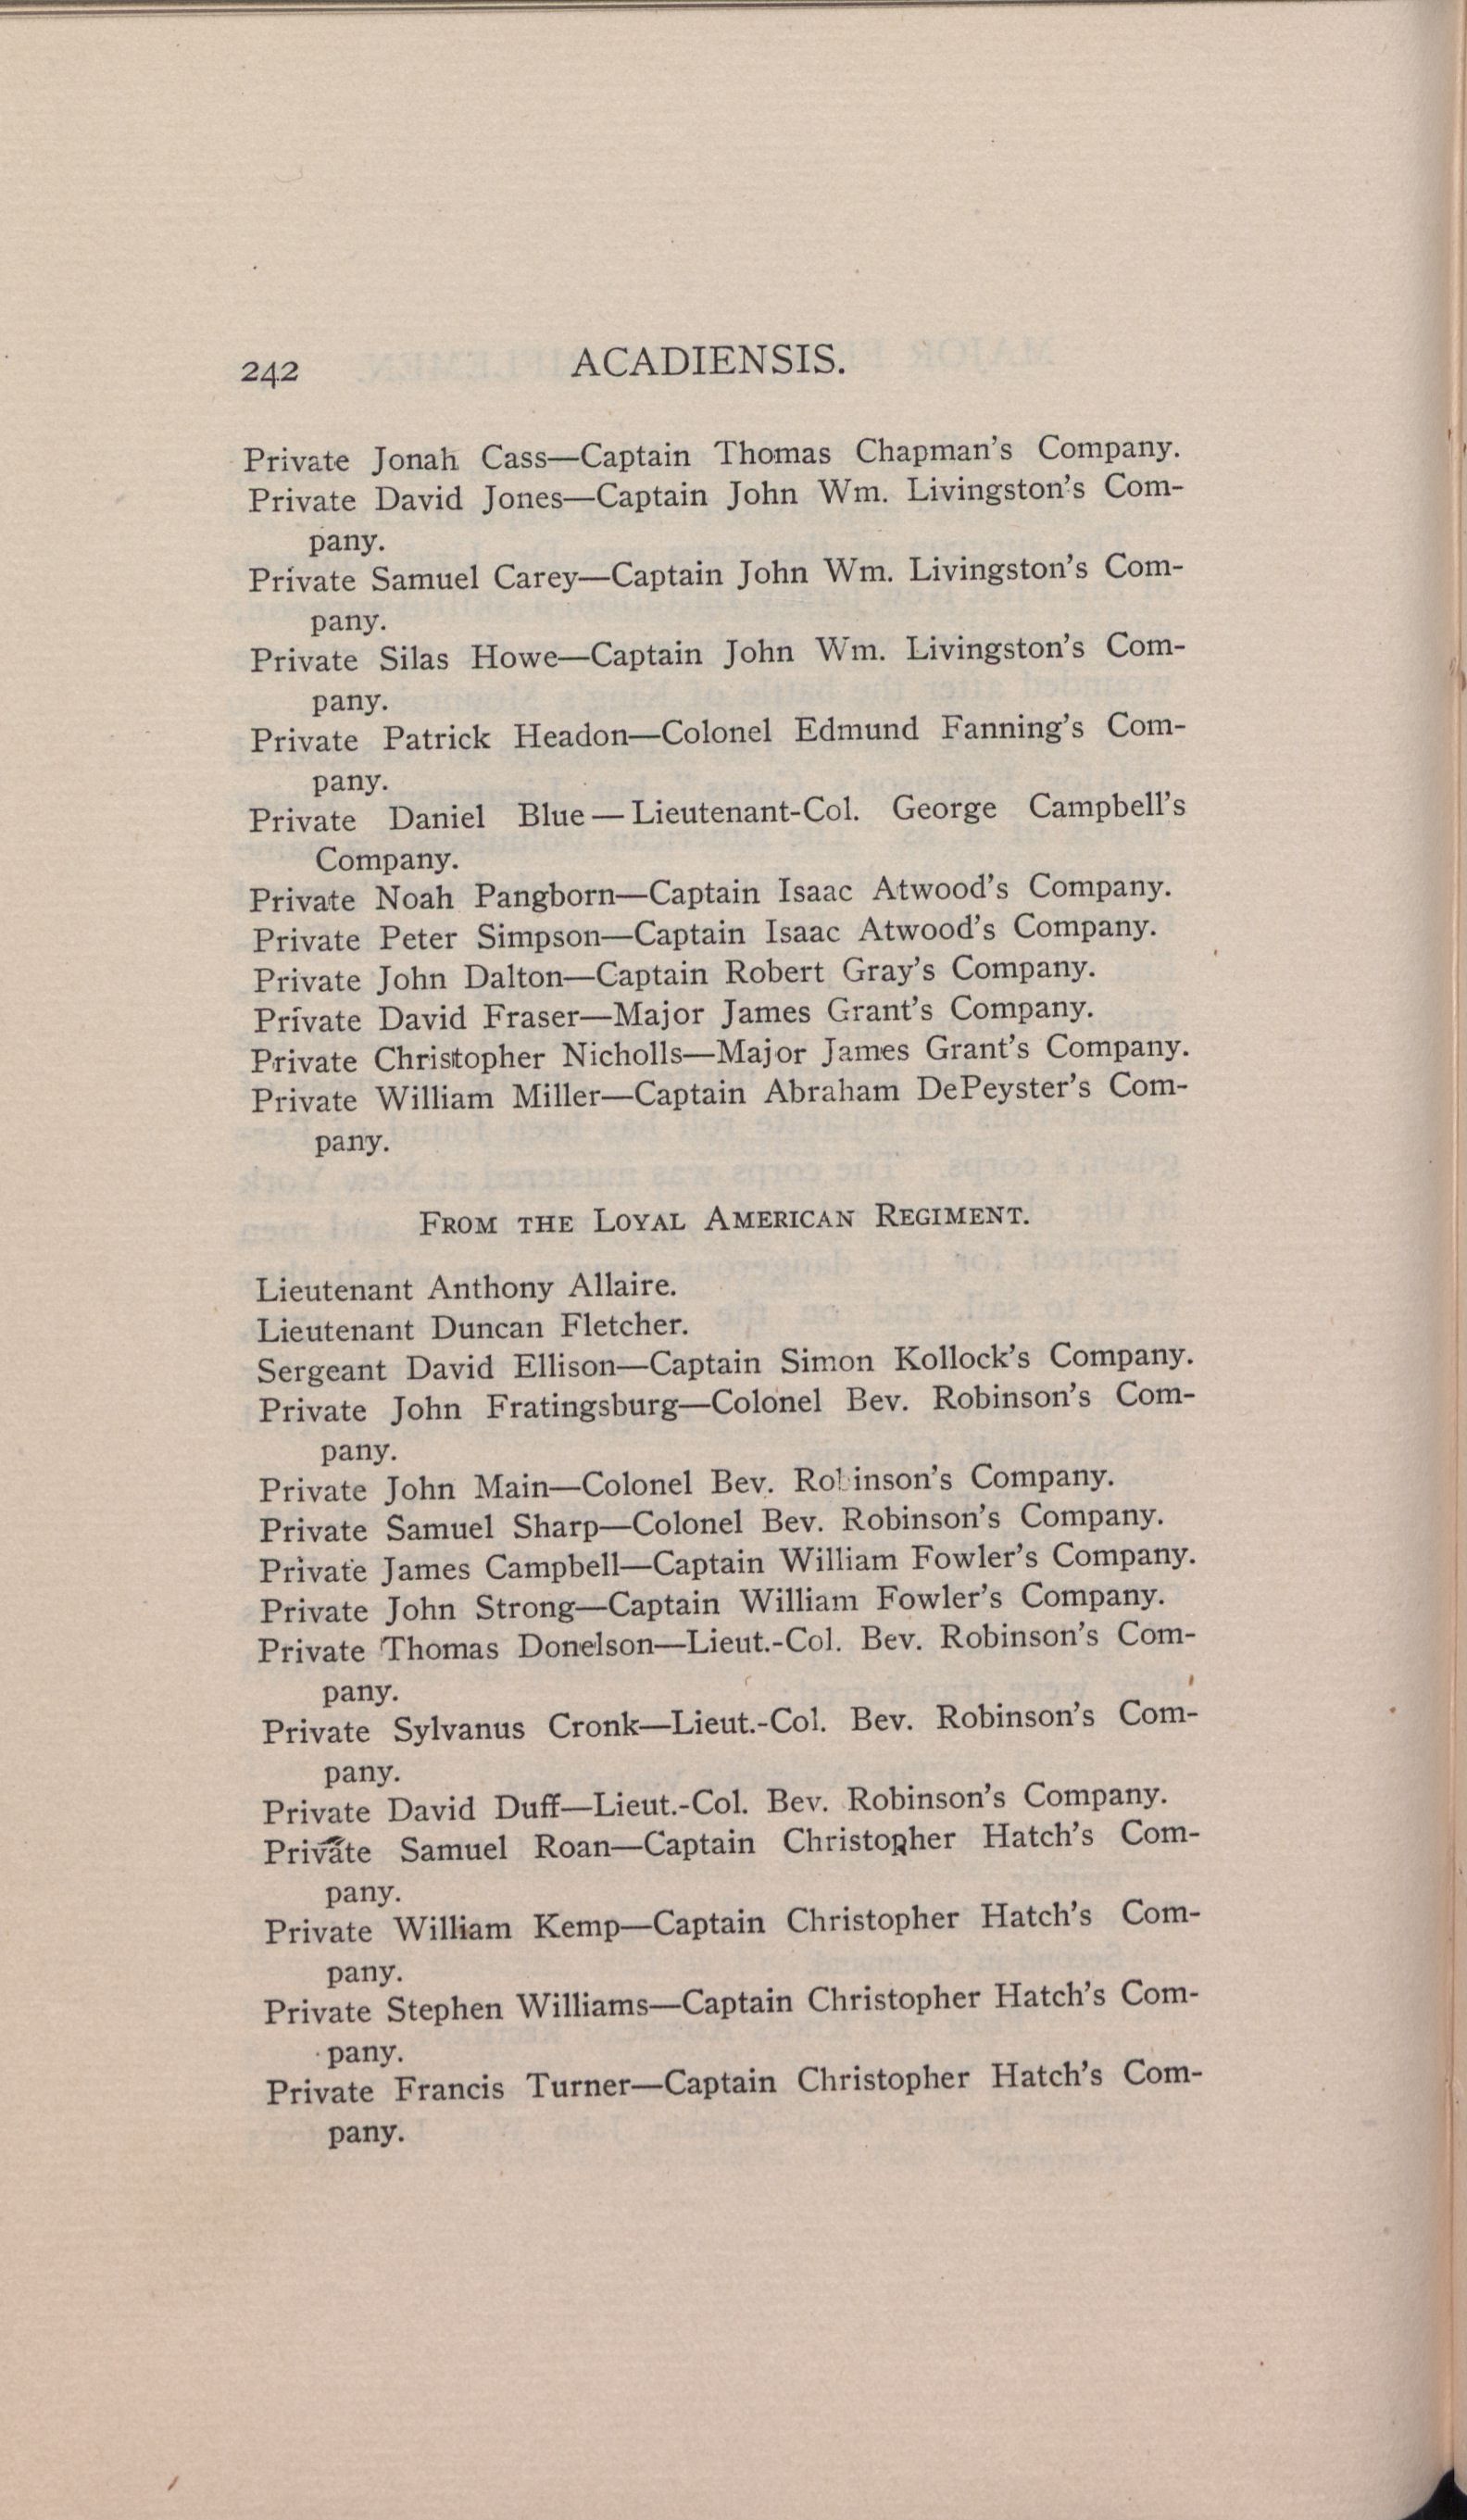 242 ACADIENSIS.
Private Jonah Cass—Captain Thomas Chapman's Company.
Private David Jones—Captain John Wm. Livingston's Com-
pany.
Private Samuel Carey—Captain John Wm. Livingston's Com-
pany.
Private Silas Howe—Captain John Wm. Livingston's Com-
pany.
Private Patrick Headon—Colonel Edmund Fanning's Com-
pany.
Private Daniel Blue—Lieutenant-Col. George Campbell's
Company.
Private Noah Pangborn—Captain Isaac Atwood's Company.
Private Peter Simpson—Captain Isaac Atwood's Company.
Private John Dalton—Captain Robert Gray's Company.
Private David Fraser—Major James Grant's Company.
Private Christopher Nicholls—Major James Grant's Company.
Private William Miller—Captain Abraham DePeyster's Com-
pany.
FROM THE LOYAL AMERICAN REGIMENT.
Lieutenant Anthony Allaire.
Lieutenant Duncan Fletcher.
Sergeant David Ellison—Captain Simon Kollock's Company.
Private John Fratingsburg—Colonel Bev. Robinson's Com-
pany.
Private John Main—Colonel Bev. Robinson's Company.
Private Samuel Sharp—Colonel Bev. Robinson's Company.
Private James Campbell—Captain William Fowler's Company.
Private John Strong—Captain William Fowler's Company.
Private Thomas Donelson—Lieut.-Col. Bev. Robinson's Com-
pany.
Private Sylvanus Cronk—Lieut.-Col. Bev. Robinson's Com-
pany.
Private David Duff—Lieut.-Col. Bev. Robinson's Company.
Private Samuel Roan—Captain Christopher Hatch's Com-
pany.
Private William Kemp—Captain Christopher Hatch's Com-
pany.
Private Stephen Williams—Captain Christopher Hatch's Com-
pany.
Private Francis Turner—Captain Christopher Hatch's Com-
pany.